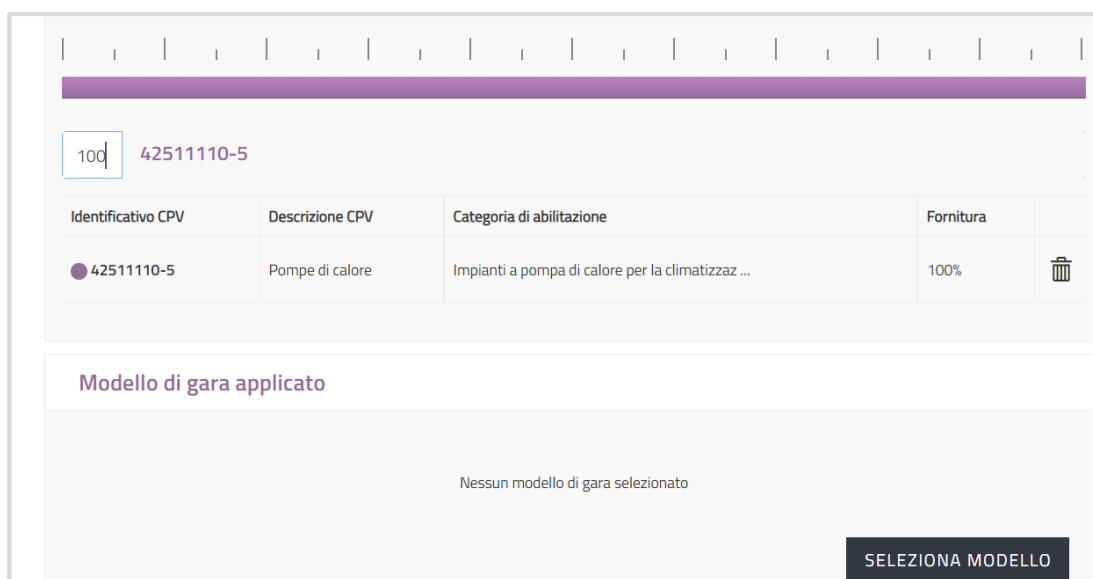 100 42511110-5
Identificativo CPV Descrizione CPV Categoria di abilitazione Fornitura
42511110-5 Pompe di calore Impianti a pompa di calore per la climatizzaz ... 100%
Modello di gara applicato
Nessun modello di gara selezionato
SELEZIONA MODELLO